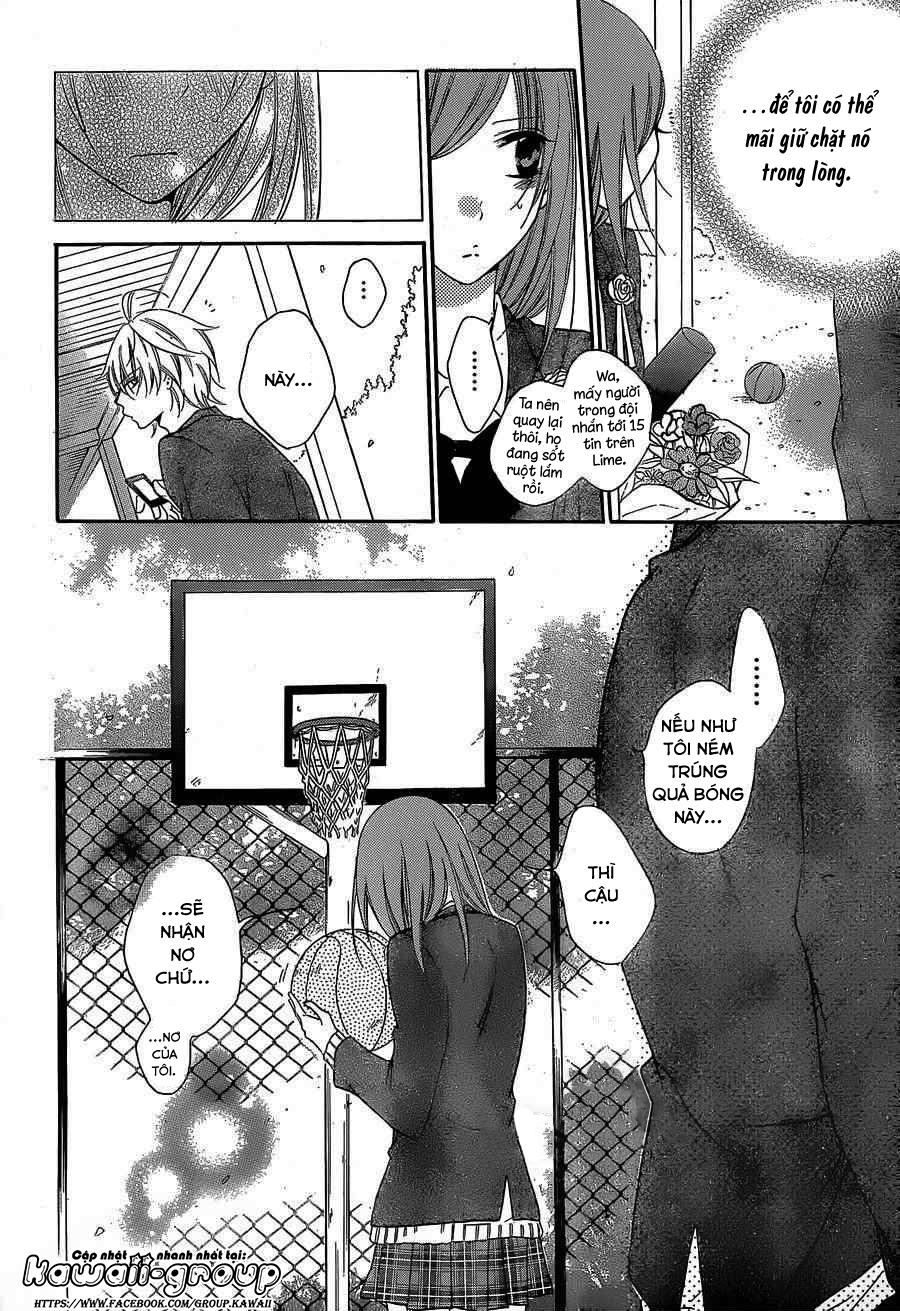 ...để tôi có thể
mãi giữ chặt nó
trong lòng.
Wa,
mấy người
trong đội
nhắn tới 15
tin trên
Lime.
Ta nên
quay lại
thôi, họ
đang sốt
ruột lắm
rồi.
........
....
NÀY...
.......
NẾU NHƯ
TÔI NÉM
TRÚNG
QUẢ BÓNG
NÀY...
THÌ
CẬU
...
...SẼ
NHẬN
NƠ
CHỨ...
...NƠ
CỦA
TÔI.
Cập nhật nhanh nhất tại:
kawaii-group
HTTPS://WWW.FACEBOOK.COM/GROUP.KAWAII